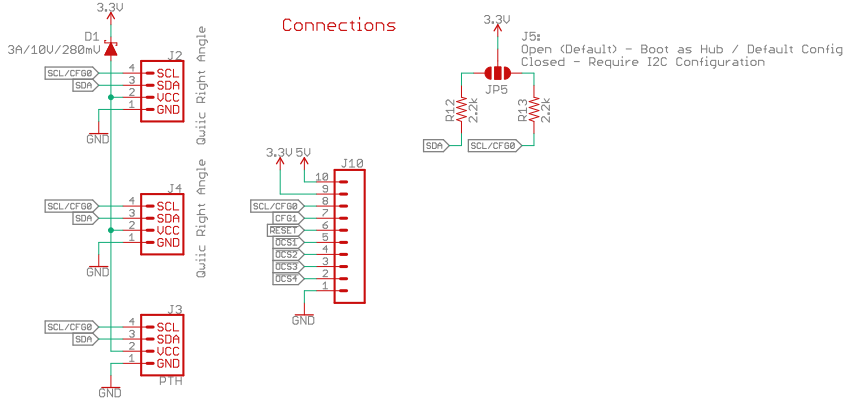 Connections
3.3V
D1
3A/10V/280mV
J2
SCL/CFG0 4 SCL
SDA 3 SDA
2 VCC
1 GND
GND
Qwiic Right Angle
J4
SCL/CFG0 4 SCL
SDA 3 SDA
2 VCC
1 GND
GND
Qwiic Right Angle
J3
SCL/CFG0 4 SCL
SDA 3 SDA
2 VCC
1 GND
GND
PTH
3.3V 5V
J10
10
9
SCL/CFG0 8
CFG1 7
RESET 6
OCS1 5
OCS2 4
OCS3 3
OCS4 2
1
GND
3.3V
JP5
R12
2.2k
R13
2.2k
SDA
SCL/CFG0
J5:
Open (Default) - Boot as Hub / Default Config
Closed - Require I2C Configuration